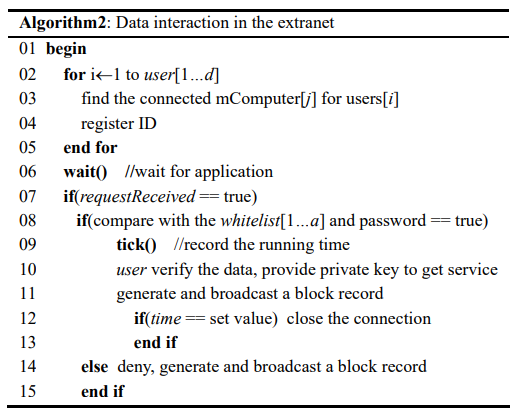 Algorithm2: Data interaction in the extranet
01 begin
02 for i←1 to user[1...d]
03 find the connected mComputer[j] for users[i]
04 register ID
05 end for
06 wait() //wait for application
07 if(requestReceived == true)
08 if(compare with the whitelist[1...a] and password == true)
09 tick() //record the running time
10 user verify the data, provide private key to get service
11 generate and broadcast a block record
12 if(time == set value) close the connection
13 end if
14 else deny, generate and broadcast a block record
15 end if